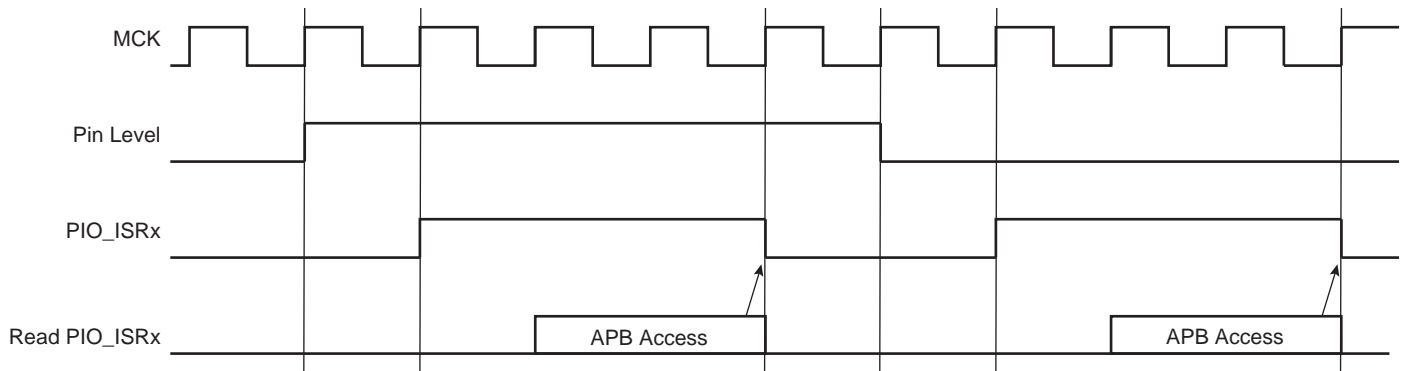 MCK
Pin Level
PIO_ISRx
Read PIO_ISRx
APB Access
APB Access